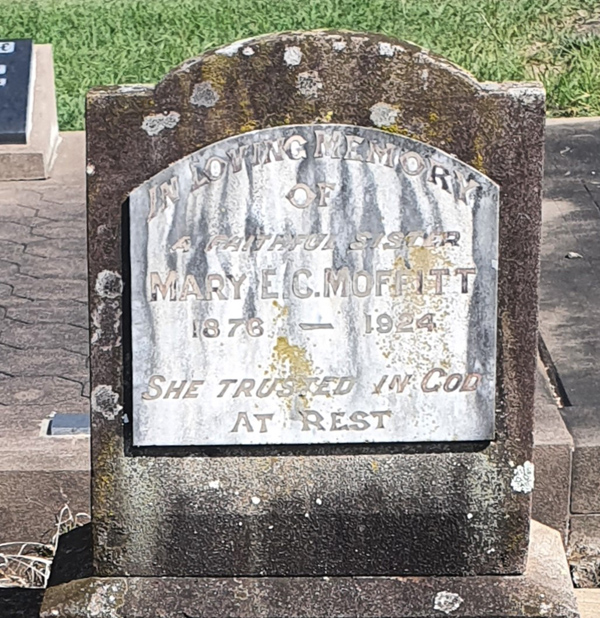 IN LOVING MEMORY
OF
A FAITHFUL SISTER
MARY E.C. MOFFITT
1876 — 1924
SHE TRUSTED IN GOD
AT REST